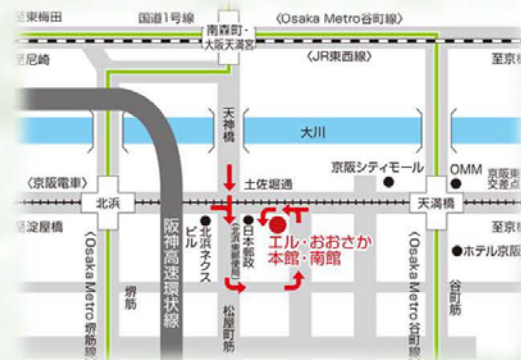 至東梅田
国道1号線
南森町・
大阪天満宮
〈Osaka Metro谷町線〉
至尼崎
〈JR東西線〉
至京橋
天神橋
大川
京阪シティモール
OMM
京阪東
交差点
〈京阪電車〉
土佐堀通
北浜
天満橋
至淀屋橋
阪神高速環状線
北浜ネクス
ビル
日本郵政
(北浜東郵便局)
エル・おおさか
本館・南館
至京
ホテル京阪
〈Osaka Metro堺筋線
堺筋
松屋町筋
〈Osaka Metro谷町線
谷町筋